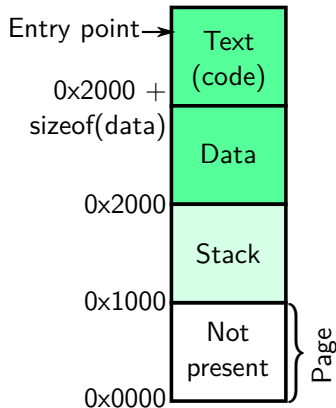 Entry point
Text
(code)
0x2000 +
sizeof(data)
Data
0x2000
Stack
0x1000
Not
present
Page
0x0000